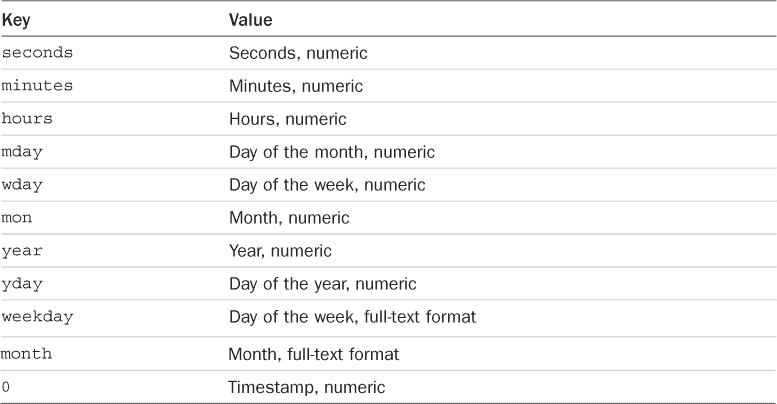 Key Value
seconds Seconds, numeric
minutes Minutes, numeric
hours Hours, numeric
mday Day of the month, numeric
wday Day of the week, numeric
mon Month, numeric
year Year, numeric
yday Day of the year, numeric
weekday Day of the week, full-text format
month Month, full-text format
0 Timestamp, numeric